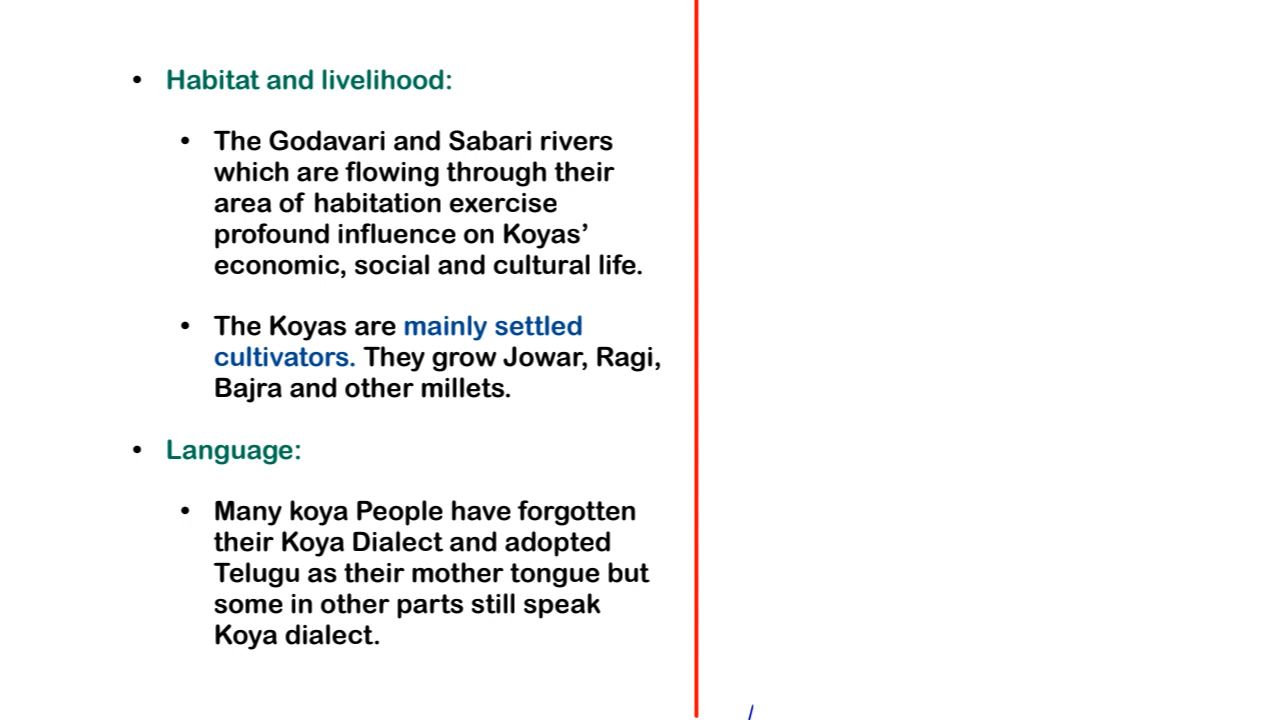 • Habitat and livelihood:
• The Godavari and Sabari rivers
which are flowing through their
area of habitation exercise
profound influence on Koyas’
economic, social and cultural life.
• The Koyas are mainly settled
cultivators. They grow Jowar, Ragi,
Bajra and other millets.
• Language:
• Many koya People have forgotten
their Koya Dialect and adopted
Telugu as their mother tongue but
some in other parts still speak
Koya dialect.